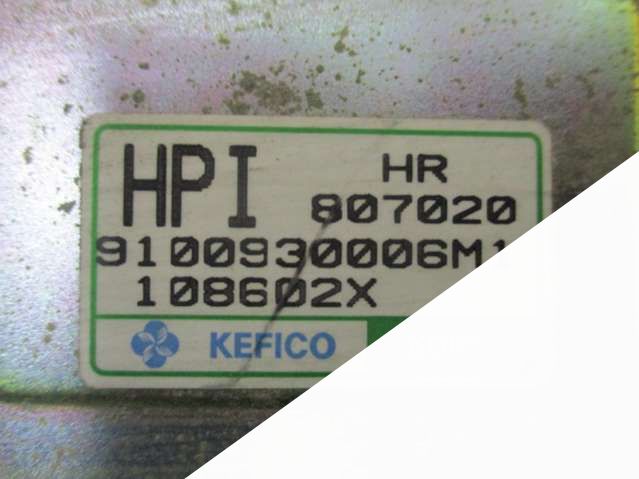 HPI
HR
807020
9100930006M1
108602X
KEFICO